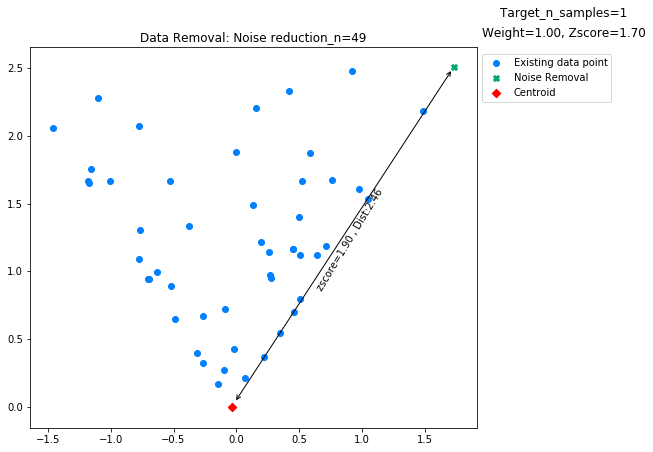 Target_n_samples=1
Weight=1.00, Zscore=1.70
Data Removal: Noise reduction_n=49
Existing data point
Noise Removal
Centroid
2.5
2.0
1.5
1.0
0.5
0.0
zscore=1.90 , Dist:2.46
−1.5 −1.0 −0.5 0.0 0.5 1.0 1.5